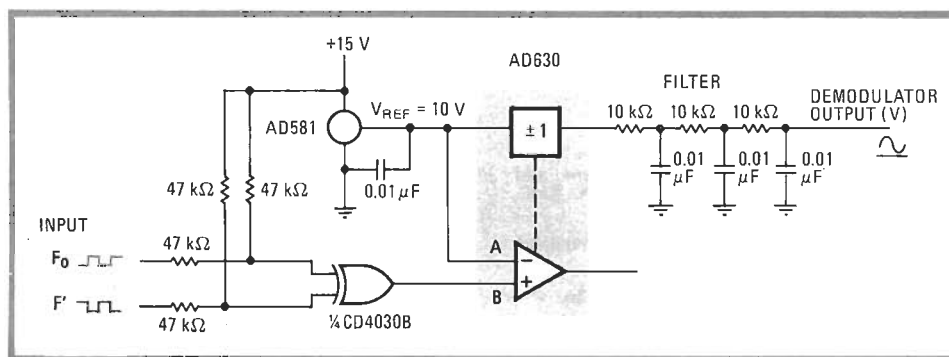 +15 V
AD630
FILTER
V_REF = 10 V
10 kΩ 10 kΩ 10 kΩ
DEMODULATOR
OUTPUT (V)
AD581
±1
0.01 μF
0.01 μF
0.01 μF
0.01
μF
47 kΩ
47 kΩ
INPUT
47 kΩ
A
F₀
−
+
B
F'
47 kΩ
¼ CD4030B